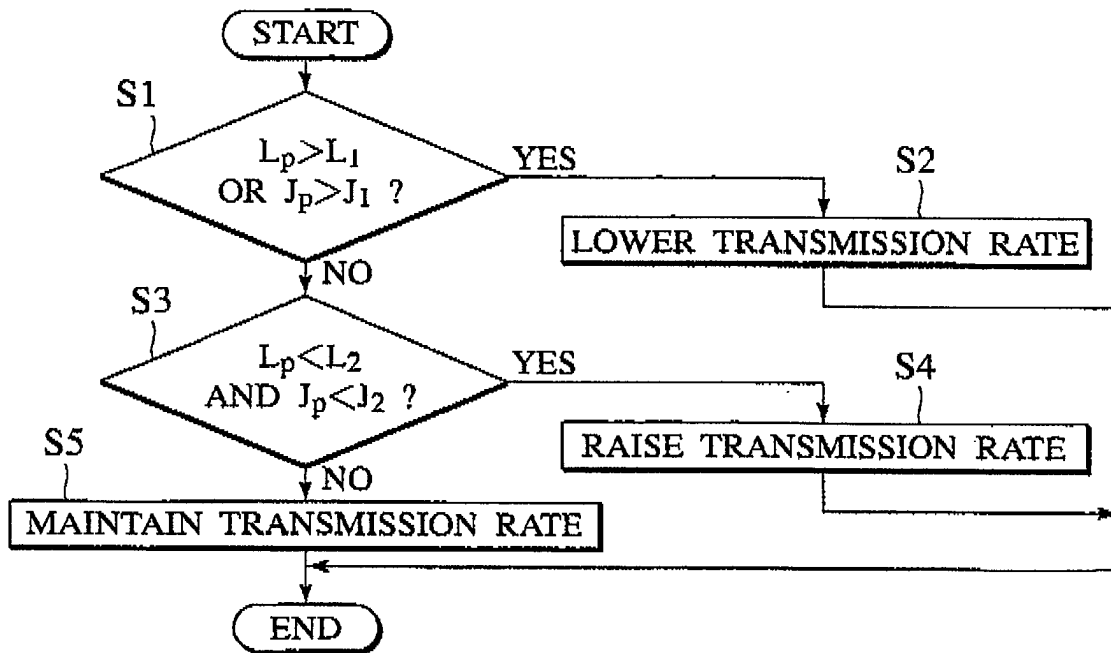 START
S1
Lp>L1
OR Jp>J1 ?
YES
S2
LOWER TRANSMISSION RATE
NO
S3
Lp<L2
AND Jp<J2 ?
YES
S4
RAISE TRANSMISSION RATE
NO
S5
MAINTAIN TRANSMISSION RATE
END